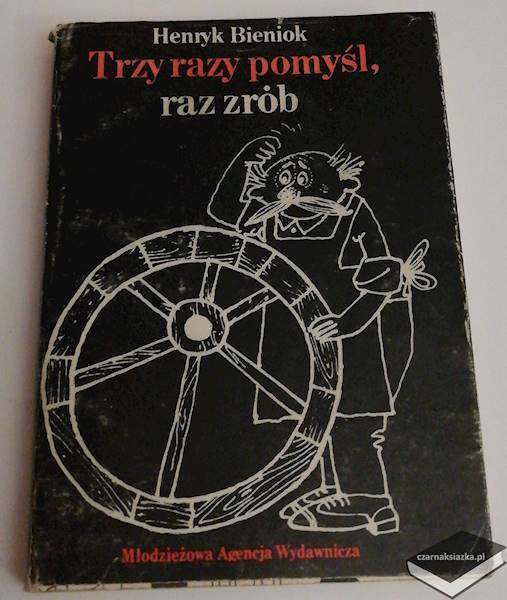 Henryk Bieniok
Trzy razy pomyśl,
raz zrób
Młodzieżowa Agencja Wydawnicza
czarnaksiazka.pl